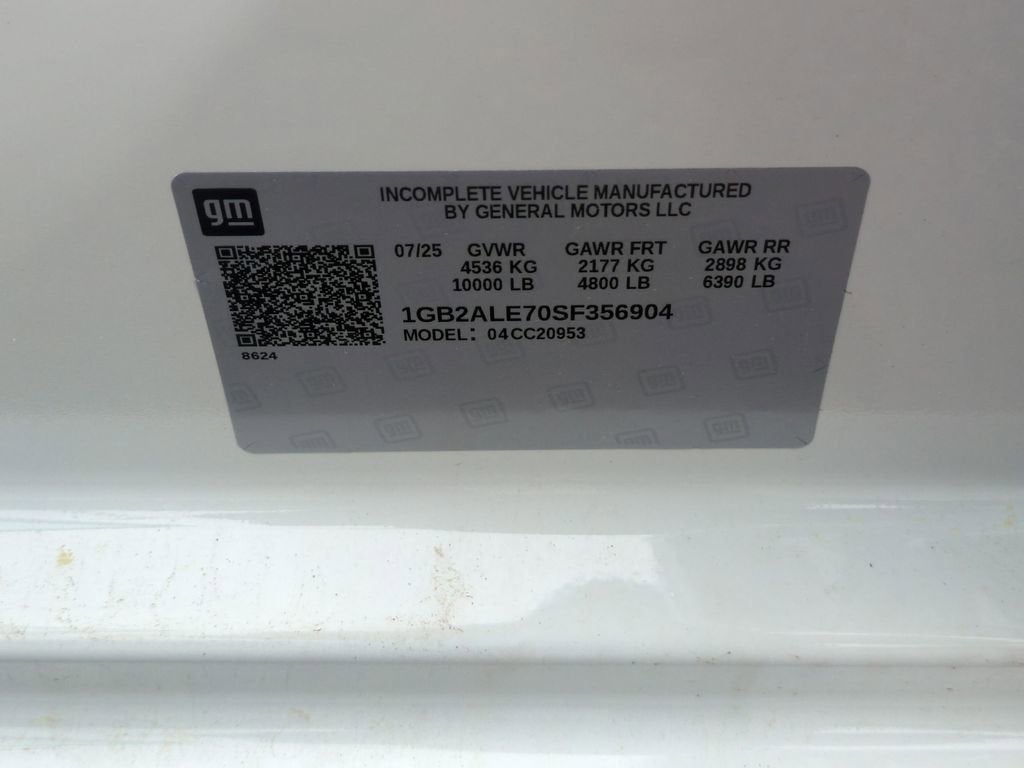 gm
INCOMPLETE VEHICLE MANUFACTURED
BY GENERAL MOTORS LLC
07/25 GVWR GAWR FRT GAWR RR
4536 KG 2177 KG 2898 KG
10000 LB 4800 LB 6390 LB
1GB2ALE70SF356904
MODEL: 04CC20953
8624